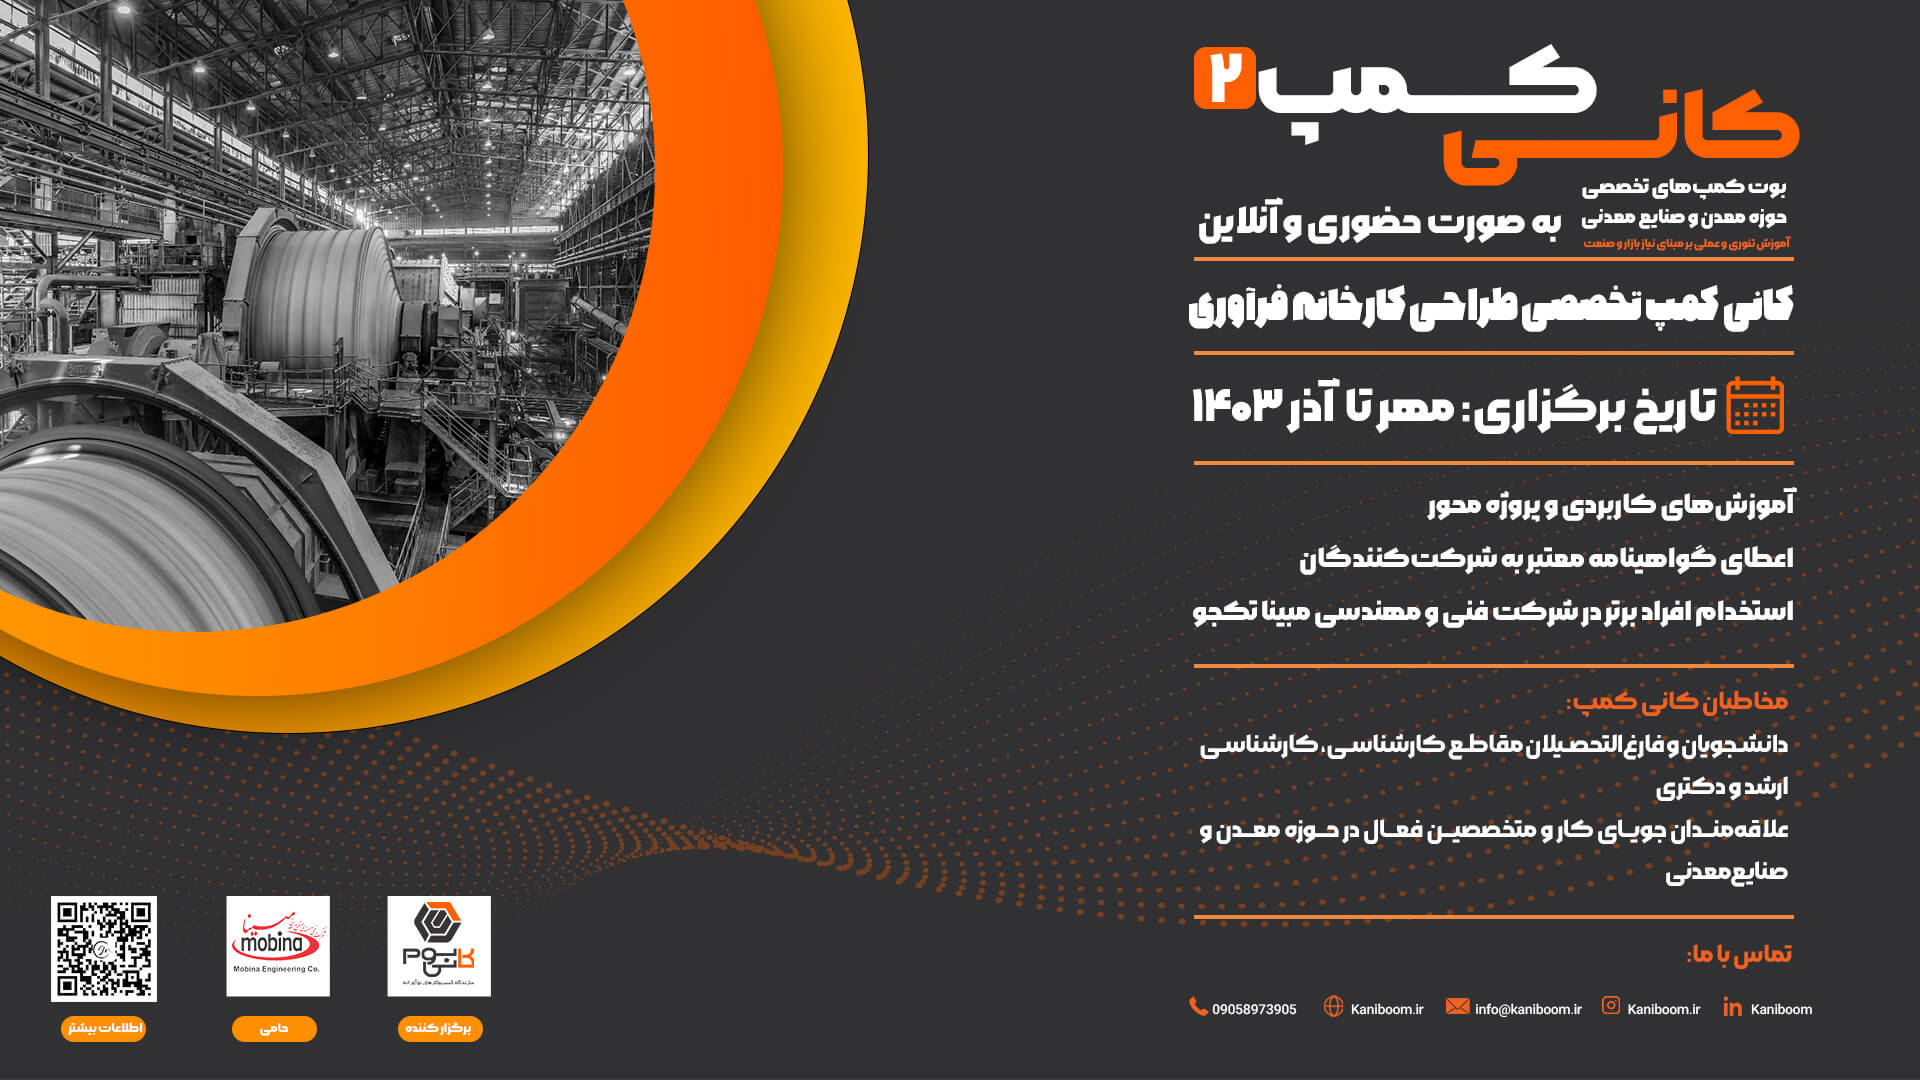 کانی کمپ ۲
بوت کمپ‌های تخصصی
حوزه معدن و صنایع معدنی
آموزش تئوری و عملی بر مبنای نیاز بازار و صنعت
به صورت حضوری و آنلاین
کانی کمپ تخصصی طراحی کارخانه فرآوری
تاریخ برگزاری: مهر تا آذر ۱۴۰۳
آموزش‌های کاربردی و پروژه محور
اعطای گواهینامه معتبر به شرکت‌کنندگان
استخدام افراد برتر در شرکت فنی و مهندسی مبینا تکجو
مخاطبان کانی کمپ:
دانشجویان و فارغ‌التحصیلان مقاطع کارشناسی، کارشناسی
ارشد و دکتری
علاقه‌مندان جویای کار و متخصصین فعال در حوزه معدن و
صنایع‌معدنی
تماس با ما:
09058973905
Kaniboom.ir
info@kaniboom.ir
Kaniboom.ir
Kaniboom
کانی بوم
برگزار کننده
مبینا
mobina
Mobina Engineering Co.
حامی
اطلاعات بیشتر